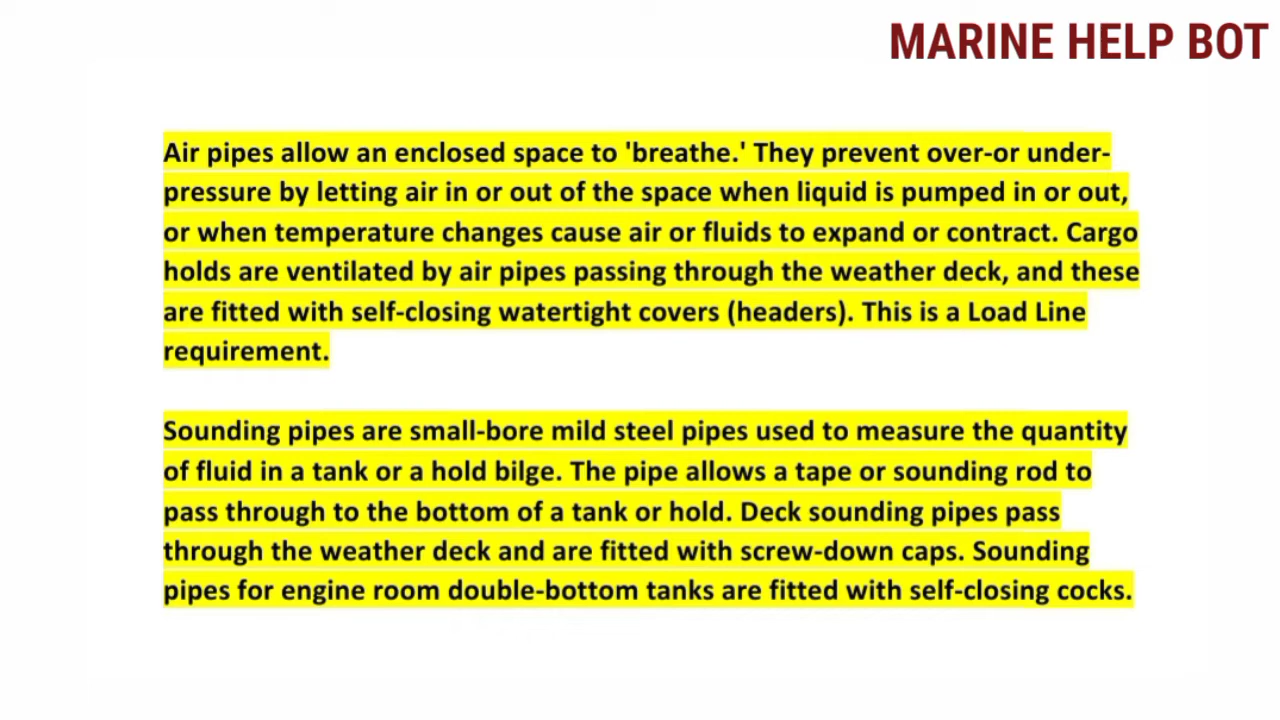 MARINE HELP BOT
Air pipes allow an enclosed space to 'breathe.' They prevent over-or under-
pressure by letting air in or out of the space when liquid is pumped in or out,
or when temperature changes cause air or fluids to expand or contract. Cargo
holds are ventilated by air pipes passing through the weather deck, and these
are fitted with self-closing watertight covers (headers). This is a Load Line
requirement.
Sounding pipes are small-bore mild steel pipes used to measure the quantity
of fluid in a tank or a hold bilge. The pipe allows a tape or sounding rod to
pass through to the bottom of a tank or hold. Deck sounding pipes pass
through the weather deck and are fitted with screw-down caps. Sounding
pipes for engine room double-bottom tanks are fitted with self-closing cocks.